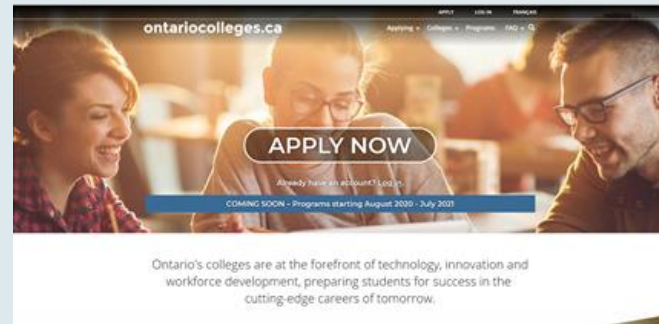 APPLY LOG IN FRANÇAIS
ontariocolleges.ca
Applying Colleges Programs FAQ
APPLY NOW
Already have an account? Log in.
COMING SOON – Programs starting August 2020 - July 2021
Ontario's colleges are at the forefront of technology, innovation and
workforce development, preparing students for success in the
cutting-edge careers of tomorrow.